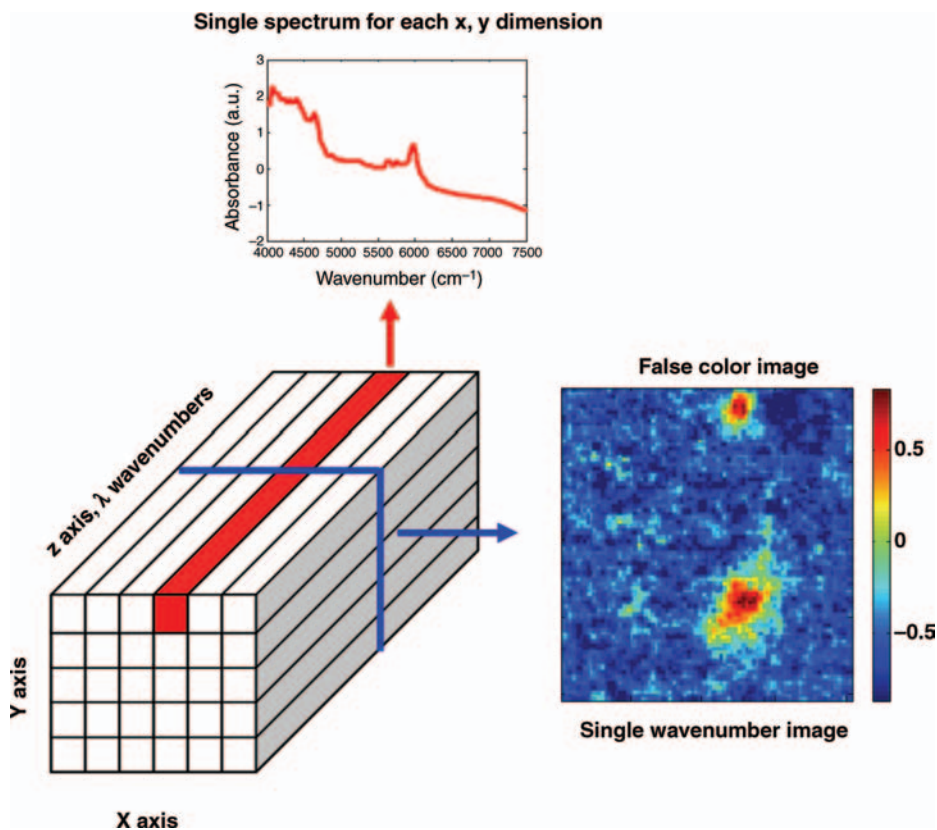 Single spectrum for each x, y dimension
3
2
1
0
−1
−2
Absorbance (a.u.)
4000 4500 5000 5500 6000 6500 7000 7500
Wavenumber (cm⁻¹)
z axis, λ wavenumbers
Y axis
X axis
False color image
0.5
0
−0.5
Single wavenumber image